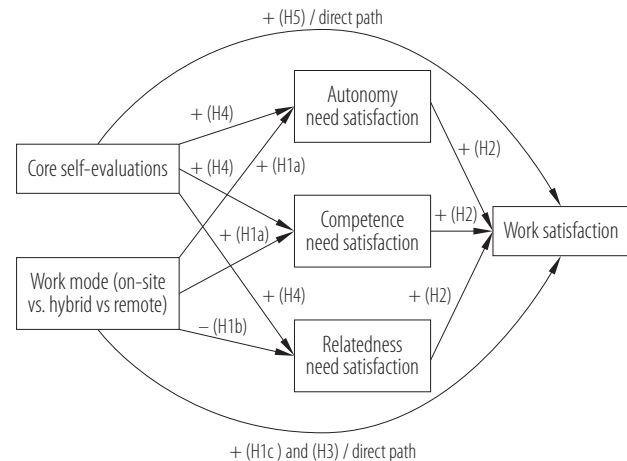 + (H5) / direct path
Autonomy
need satisfaction
+ (H4)
+ (H2)
Core self-evaluations
+ (H4)
+ (H1a)
Competence
need satisfaction
+ (H2)
Work satisfaction
+ (H1a)
Work mode (on-site
vs. hybrid vs remote)
+ (H4)
+ (H2)
– (H1b)
Relatedness
need satisfaction
+ (H1c ) and (H3) / direct path